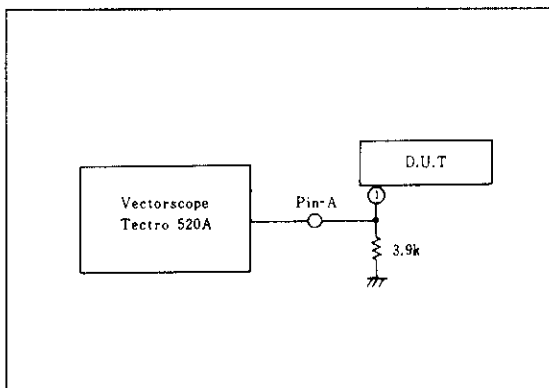 Vectorscope
Tectro 520A
Pin-A
D.U.T
1
3.9k